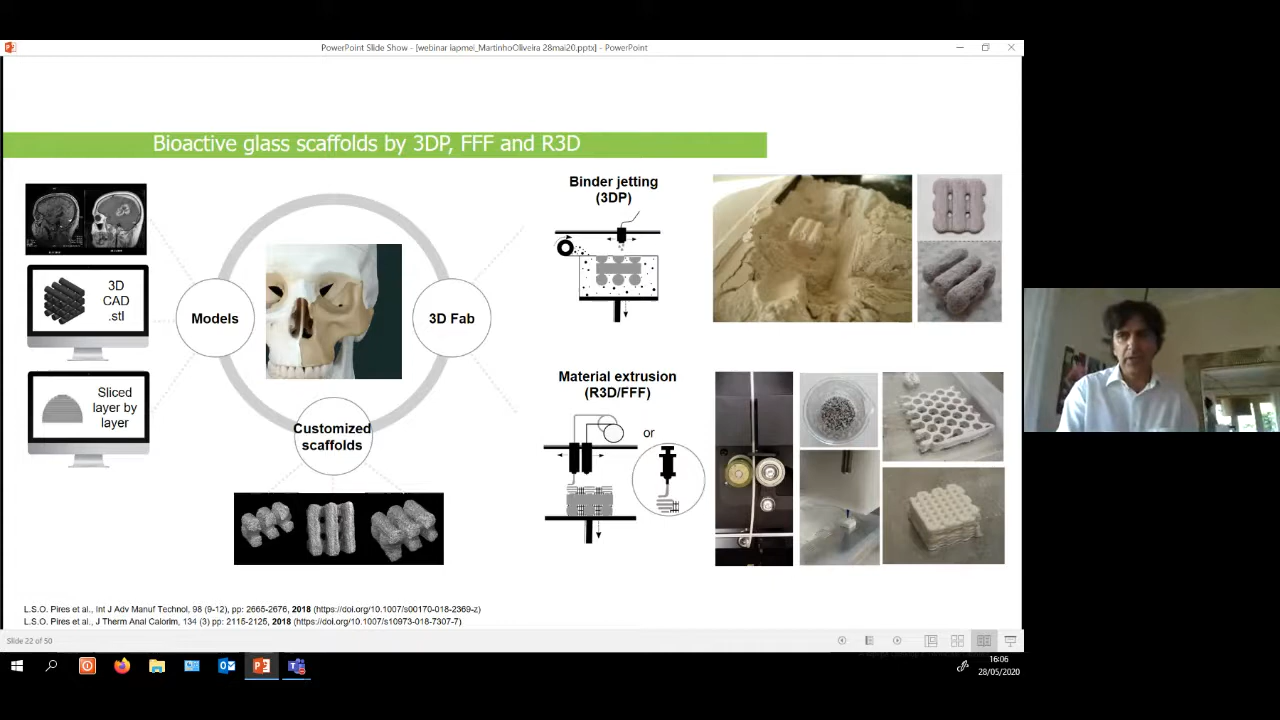 PowerPoint Slide Show - [webinar iapmei_MartinhoOliveira 28mai20.pptx] - PowerPoint
Bioactive glass scaffolds by 3DP, FFF and R3D
3D
CAD
.stl
Sliced
layer by
layer
Models
3D Fab
Customized
scaffolds
Binder jetting
(3DP)
Material extrusion
(R3D/FFF)
or
L.S.O. Pires et al., Int J Adv Manuf Technol, 98 (9-12), pp: 2665-2676, 2018 (https://doi.org/10.1007/s00170-018-2369-z)
L.S.O. Pires et al., J Therm Anal Calorim, 134 (3) pp: 2115-2125, 2018 (https://doi.org/10.1007/s10973-018-7307-7)
Slide 22 of 50
16:06
28/05/2020